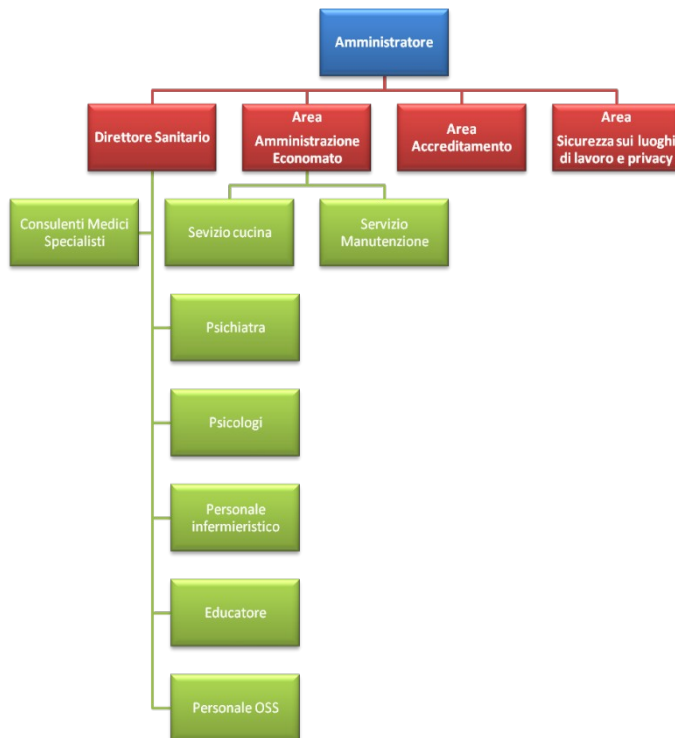 Amministratore
Direttore Sanitario
Area
Amministrazione
Economato
Area
Accreditamento
Area
Sicurezza sui luoghi
di lavoro e privacy
Consulenti Medici
Specialisti
Sevizio cucina
Servizio
Manutenzione
Psichiatra
Psicologi
Personale
infermieristico
Educatore
Personale OSS